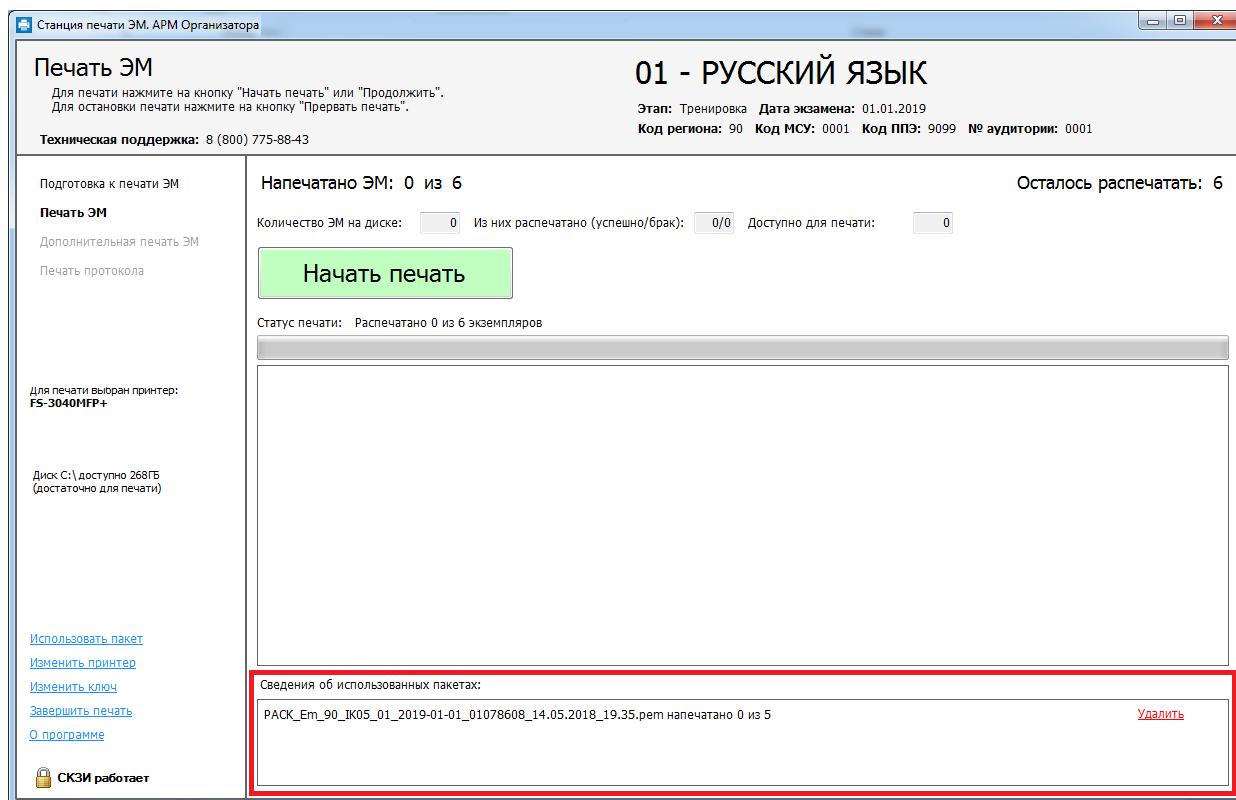 Станция печати ЭМ. АРМ Организатора
Печать ЭМ
Для печати нажмите на кнопку "Начать печать" или "Продолжить".
Для остановки печати нажмите на кнопку "Прервать печать".
Техническая поддержка: 8 (800) 775-88-43
01 - РУССКИЙ ЯЗЫК
Этап: Тренировка Дата экзамена: 01.01.2019
Код региона: 90 Код МСУ: 0001 Код ППЭ: 9099 № аудитории: 0001
Подготовка к печати ЭМ
Печать ЭМ
Дополнительная печать ЭМ
Печать протокола
Для печати выбран принтер:
FS-3040MFP+
Диск C:\ доступно 268ГБ
(достаточно для печати)
Использовать пакет
Изменить принтер
Изменить ключ
Завершить печать
О программе
СКЗИ работает
Напечатано ЭМ: 0 из 6
Осталось распечатать: 6
Количество ЭМ на диске: 0 Из них распечатано (успешно/брак): 0/0 Доступно для печати: 0
Начать печать
Статус печати: Распечатано 0 из 6 экземпляров
Сведения об использованных пакетах:
PACK_Em_90_IK05_01_2019-01-01_01078608_14.05.2018_19.35.pem напечатано 0 из 5
Удалить